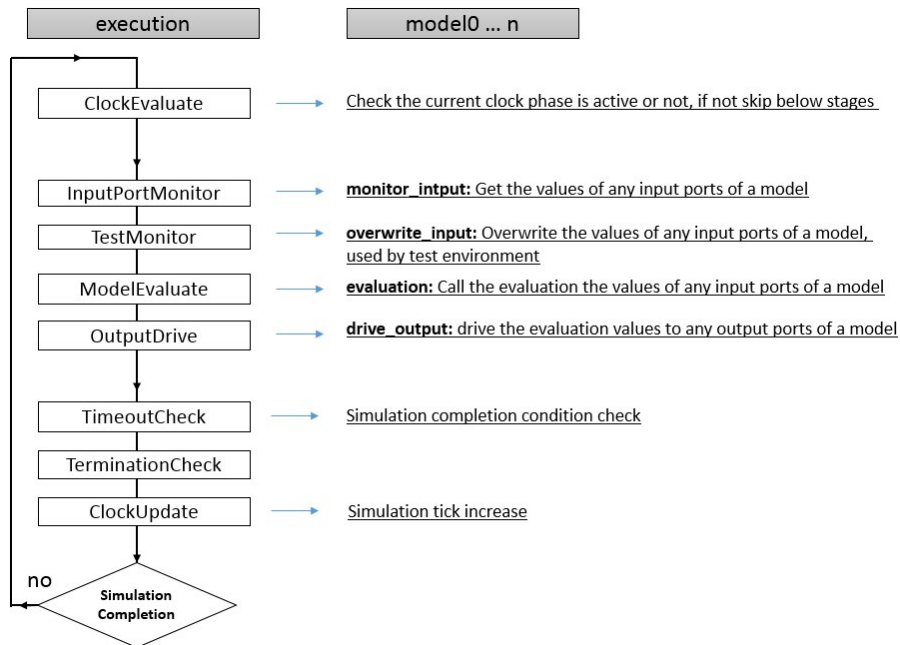 execution
model0 ... n
ClockEvaluate
Check the current clock phase is active or not, if not skip below stages
InputPortMonitor
monitor_intput: Get the values of any input ports of a model
TestMonitor
overwrite_input: Overwrite the values of any input ports of a model,
used by test environment
ModelEvaluate
evaluation: Call the evaluation the values of any input ports of a model
OutputDrive
drive_output: drive the evaluation values to any output ports of a model
TimeoutCheck
Simulation completion condition check
TerminationCheck
ClockUpdate
Simulation tick increase
no
Simulation
Completion